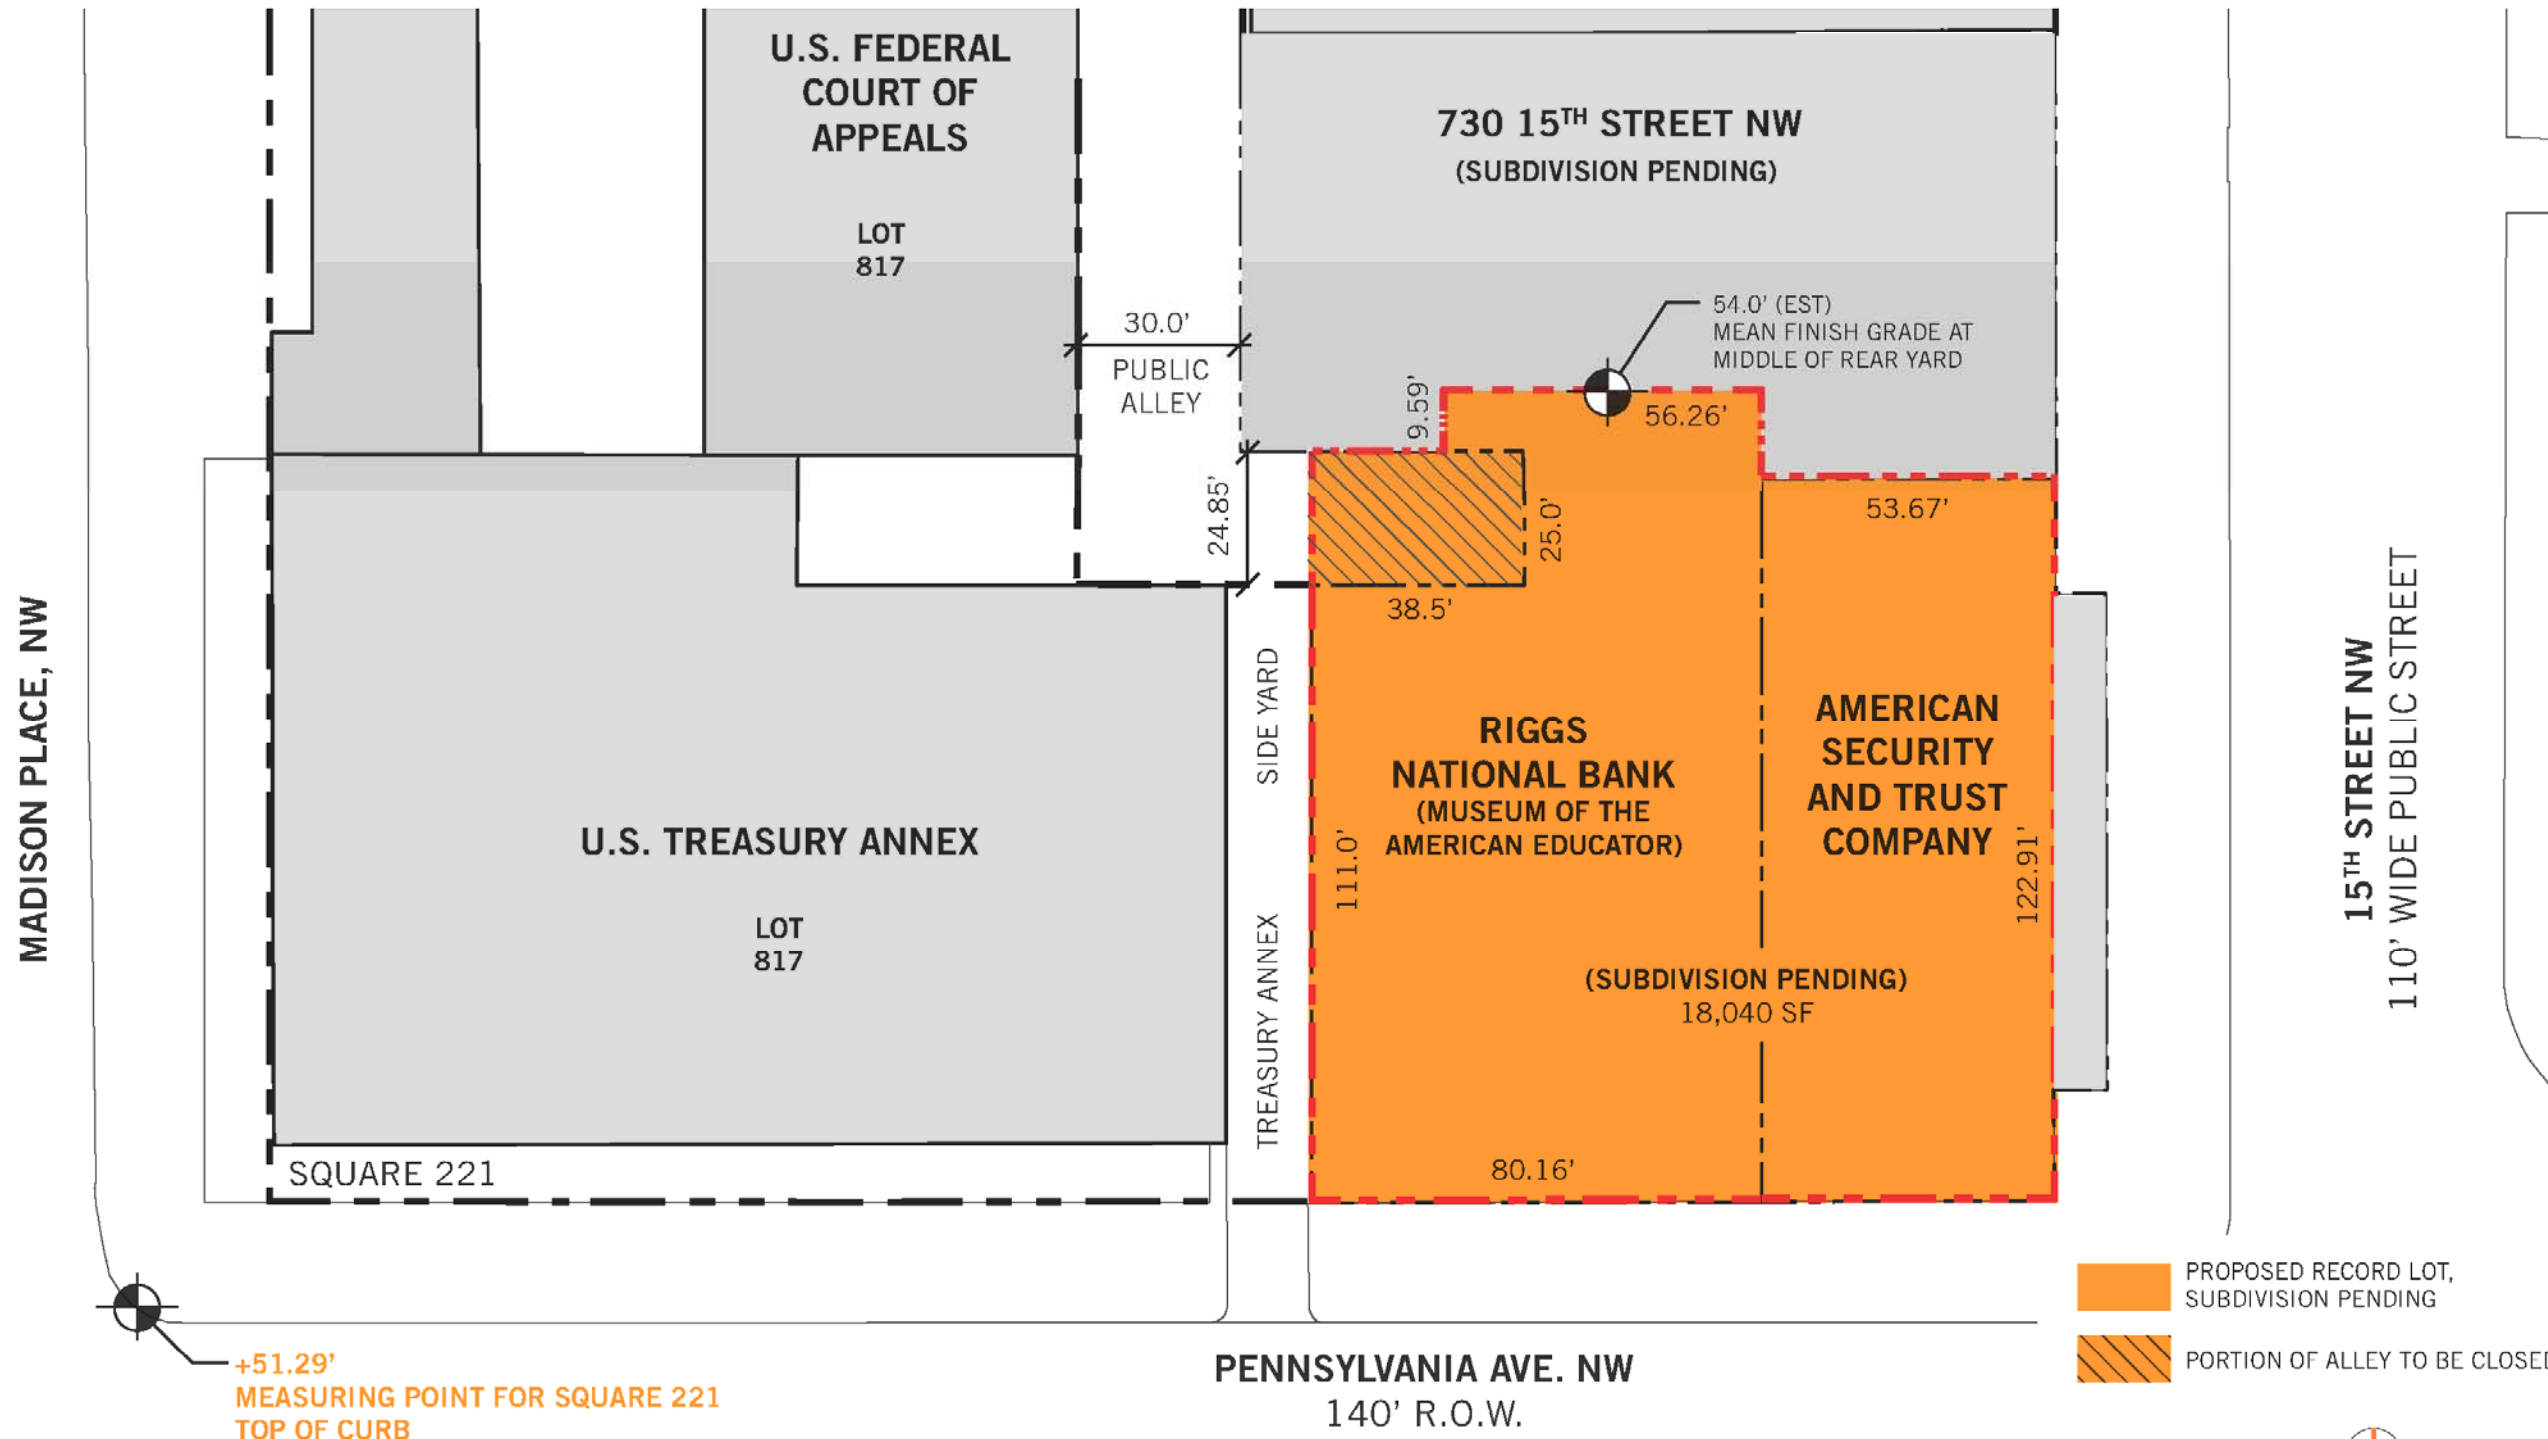 U.S. FEDERAL
COURT OF
APPEALS
LOT
817
730 15TH STREET NW
(SUBDIVISION PENDING)
54.0' (EST)
MEAN FINISH GRADE AT
MIDDLE OF REAR YARD
30.0'
PUBLIC
ALLEY
9.59'
56.26'
24.85'
25.0'
53.67'
38.5'
MADISON PLACE, NW
U.S. TREASURY ANNEX
LOT
817
TREASURY ANNEX SIDE YARD
RIGGS
NATIONAL BANK
(MUSEUM OF THE
AMERICAN EDUCATOR)
111.0'
AMERICAN
SECURITY
AND TRUST
COMPANY
122.91'
(SUBDIVISION PENDING)
18,040 SF
15TH STREET NW
110' WIDE PUBLIC STREET
80.16'
SQUARE 221
PROPOSED RECORD LOT,
SUBDIVISION PENDING
PORTION OF ALLEY TO BE CLOSED
+51.29'
MEASURING POINT FOR SQUARE 221
TOP OF CURB
PENNSYLVANIA AVE. NW
140' R.O.W.